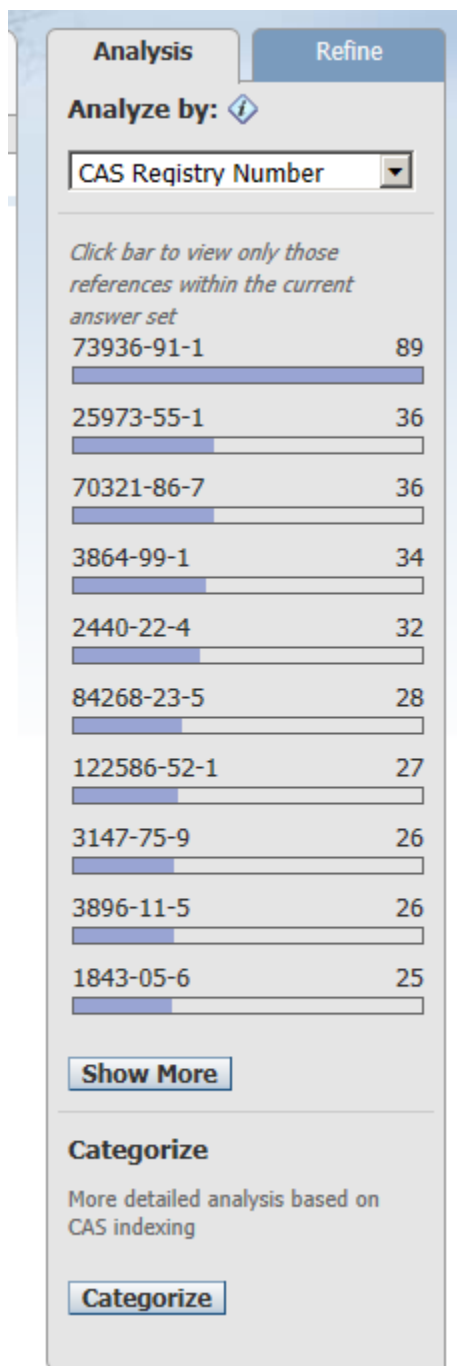 Analysis Refine
Analyze by:
CAS Registry Number
Click bar to view only those
references within the current
answer set
73936-91-1 89
25973-55-1 36
70321-86-7 36
3864-99-1 34
2440-22-4 32
84268-23-5 28
122586-52-1 27
3147-75-9 26
3896-11-5 26
1843-05-6 25
Show More
Categorize
More detailed analysis based on
CAS indexing
Categorize